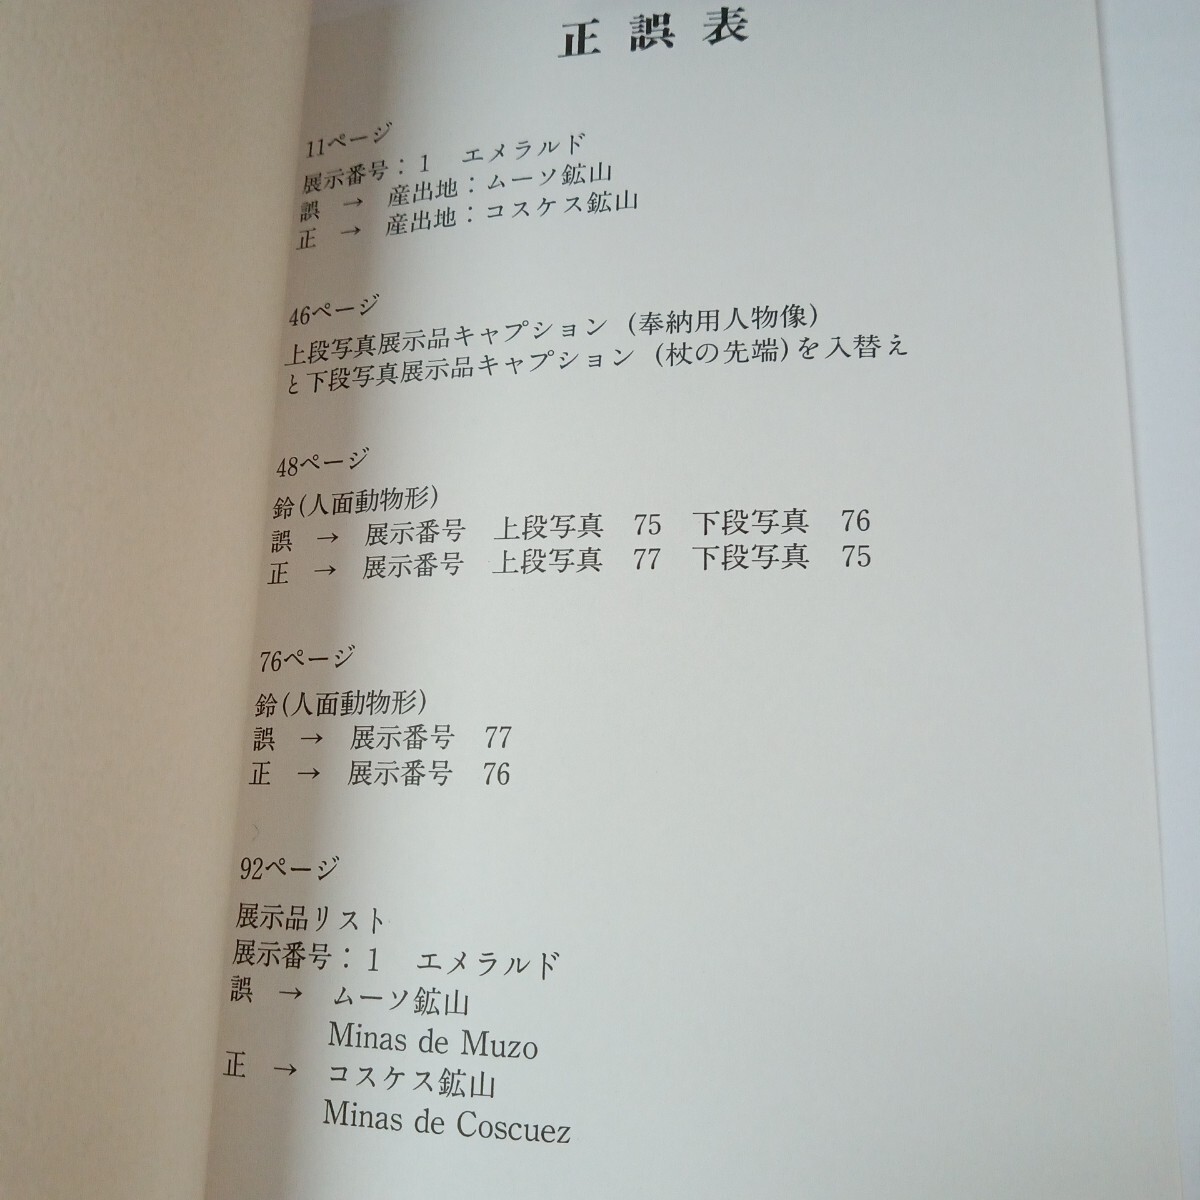 正誤表
11ページ
展示番号：1　エメラルド
誤　→　産出地：ムーソ鉱山
正　→　産出地：コスケス鉱山
46ページ
上段写真展示品キャプション (奉納用人物像)
と下段写真展示品キャプション (杖の先端)を入替え
48ページ
鈴(人面動物形)
誤　→　展示番号　上段写真　75　下段写真　76
正　→　展示番号　上段写真　77　下段写真　75
76ページ
鈴(人面動物形)
誤　→　展示番号　77
正　→　展示番号　76
92ページ
展示品リスト
展示番号：1　エメラルド
誤　→　ムーソ鉱山
Minas de Muzo
正　→　コスケス鉱山
Minas de Coscuez